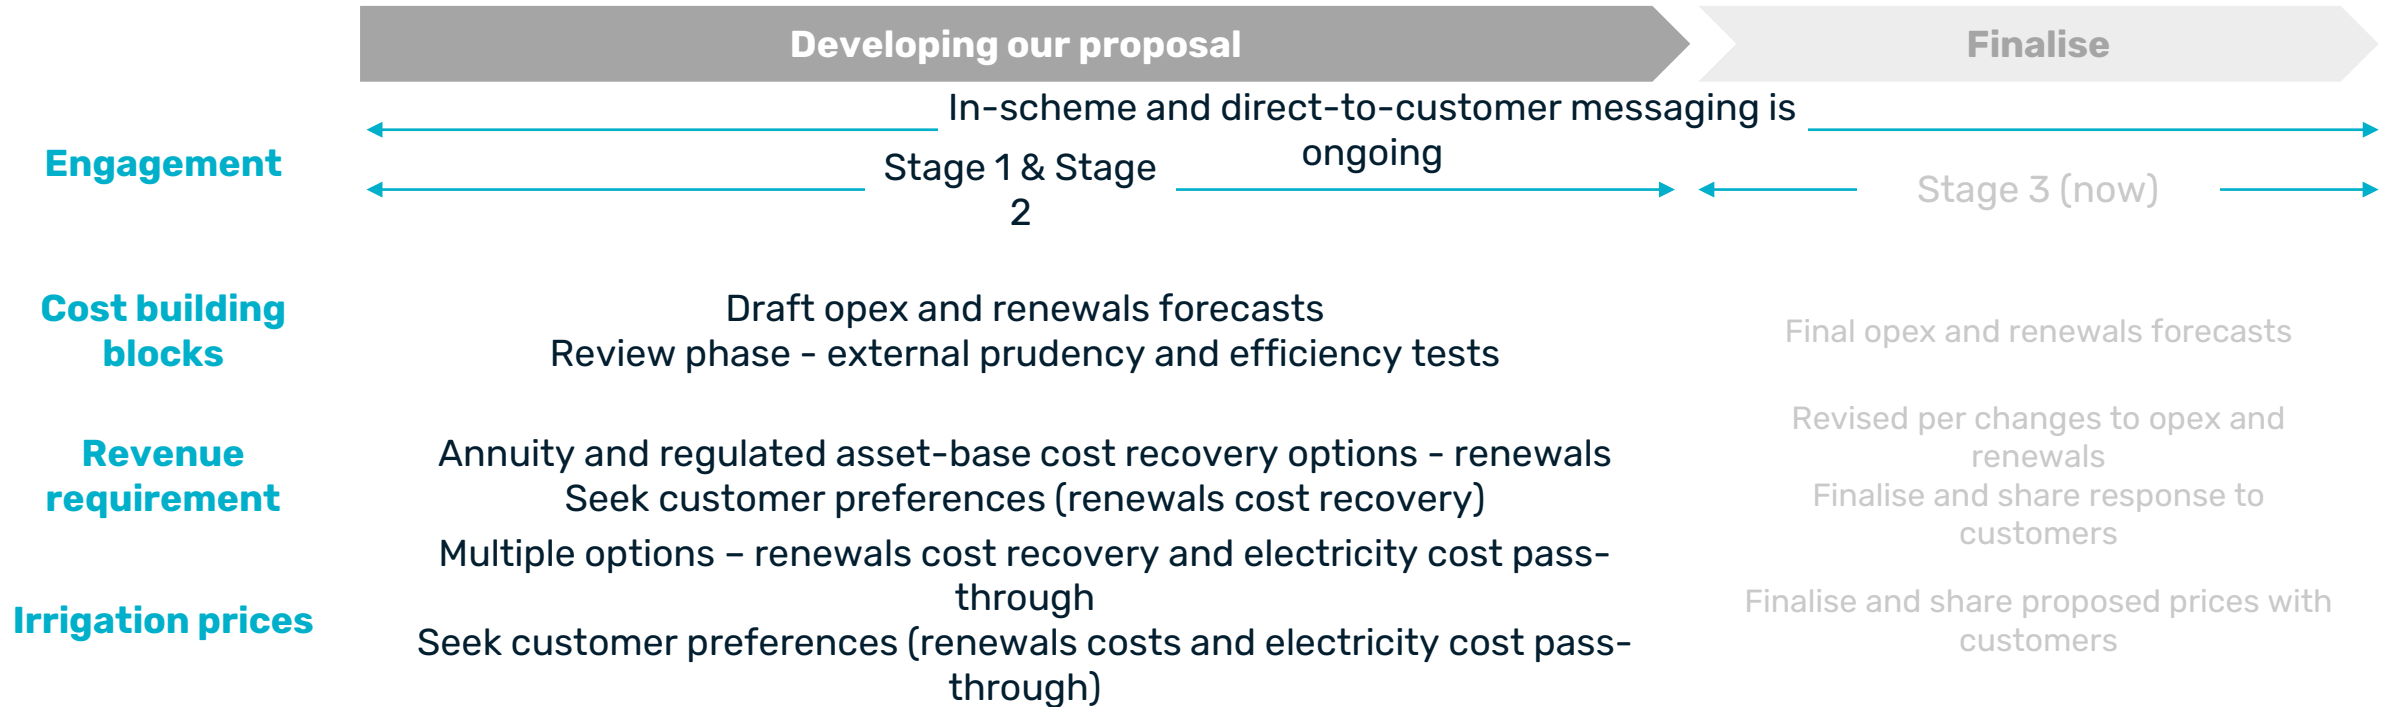 Developing our proposal
Finalise
Engagement
In-scheme and direct-to-customer messaging is
ongoing
Stage 1 & Stage
2
Stage 3 (now)
Cost building
blocks
Draft opex and renewals forecasts
Review phase - external prudency and efficiency tests
Final opex and renewals forecasts
Revenue
requirement
Annuity and regulated asset-base cost recovery options - renewals
Seek customer preferences (renewals cost recovery)
Revised per changes to opex and
renewals
Finalise and share response to
customers
Irrigation prices
Multiple options – renewals cost recovery and electricity cost pass-
through
Seek customer preferences (renewals costs and electricity cost pass-
through)
Finalise and share proposed prices with
customers